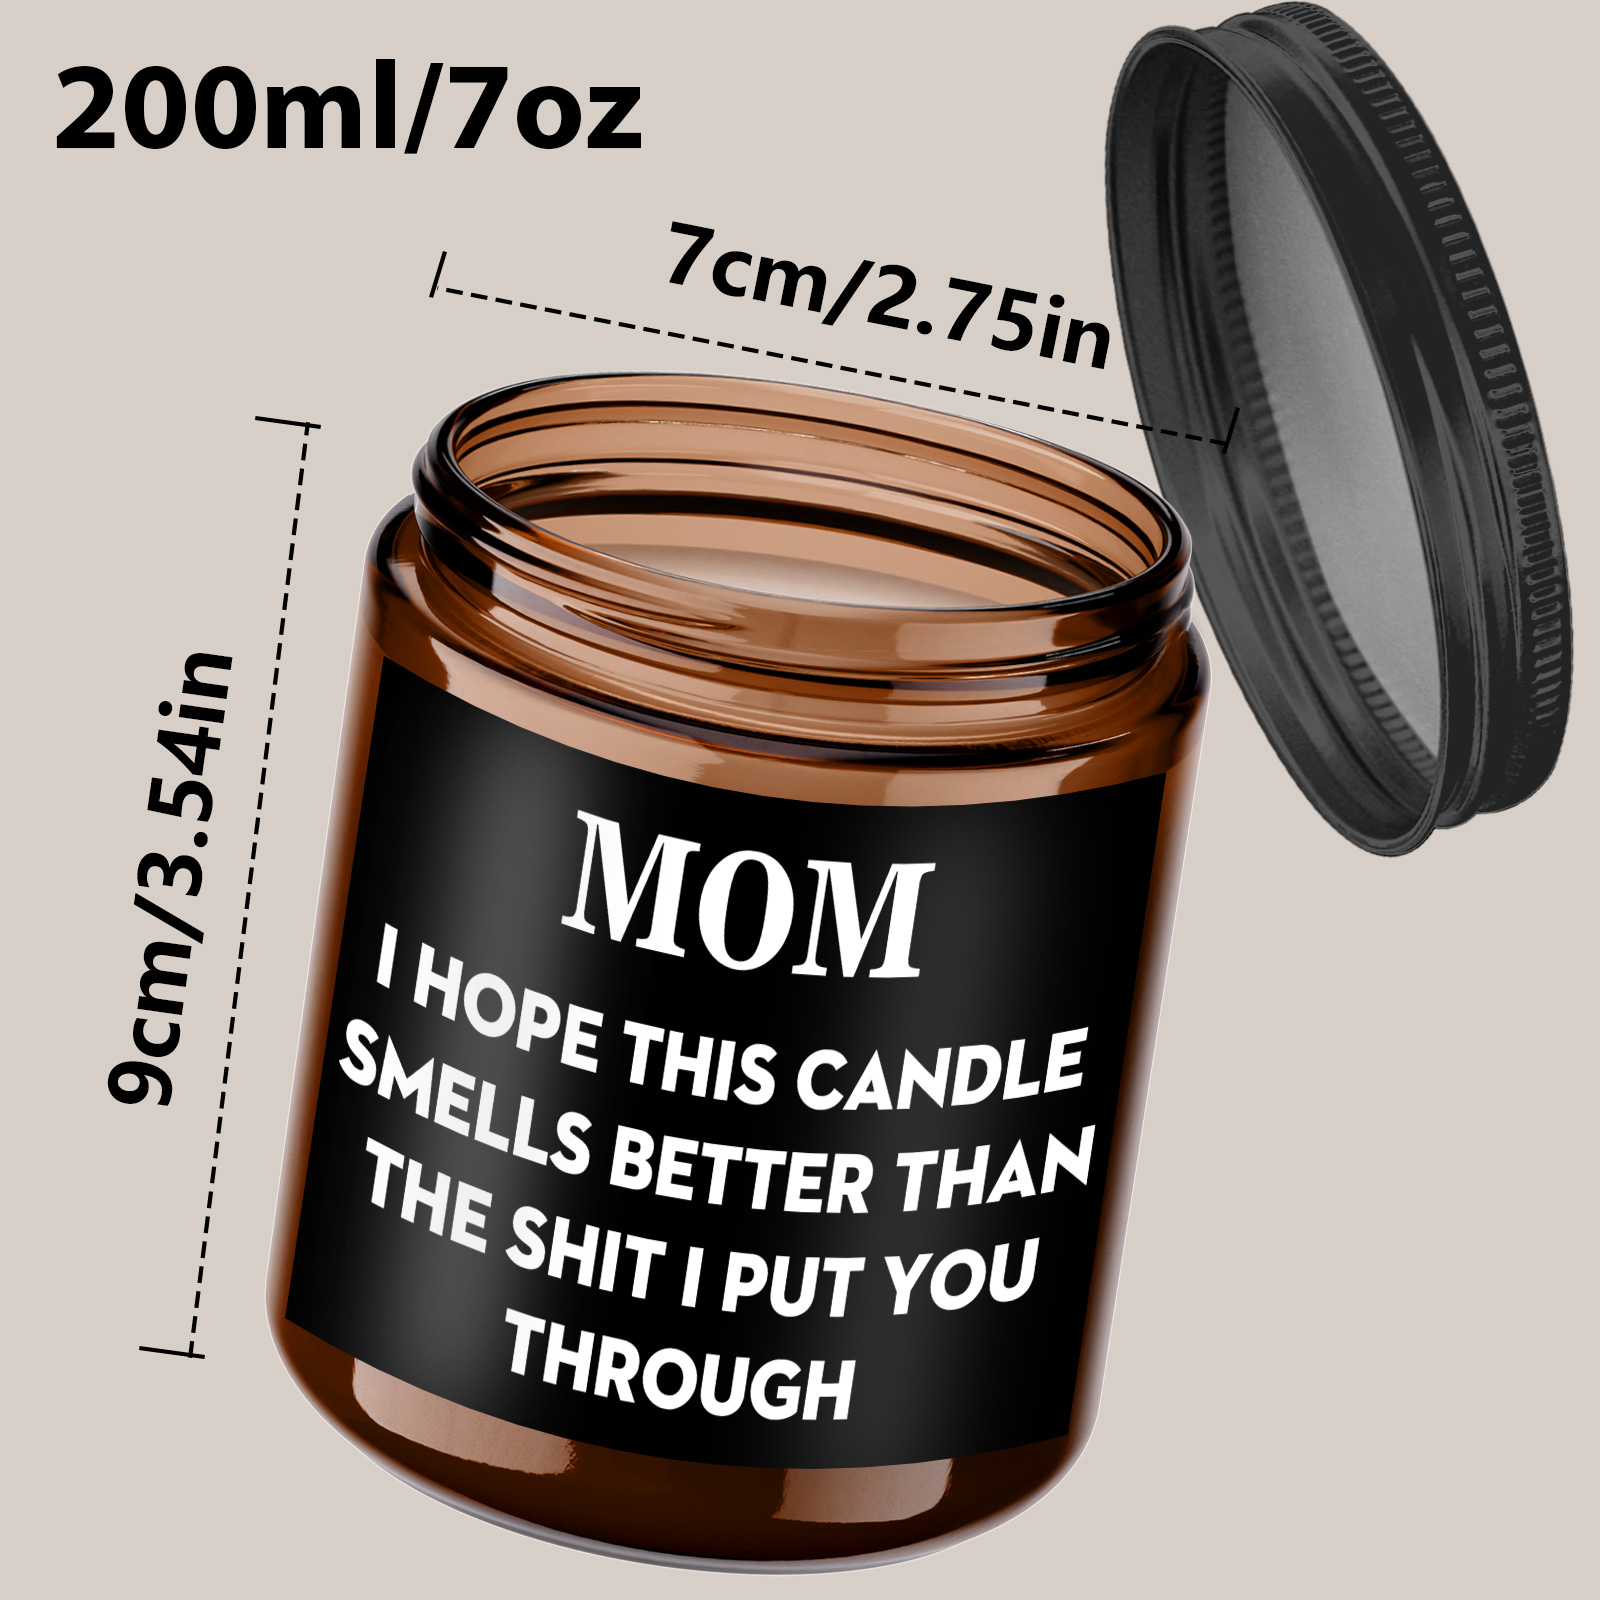 200ml/7oz
7cm/2.75in
9cm/3.54in
MOM
I HOPE THIS CANDLE
SMELLS BETTER THAN
THE SHIT I PUT YOU
THROUGH